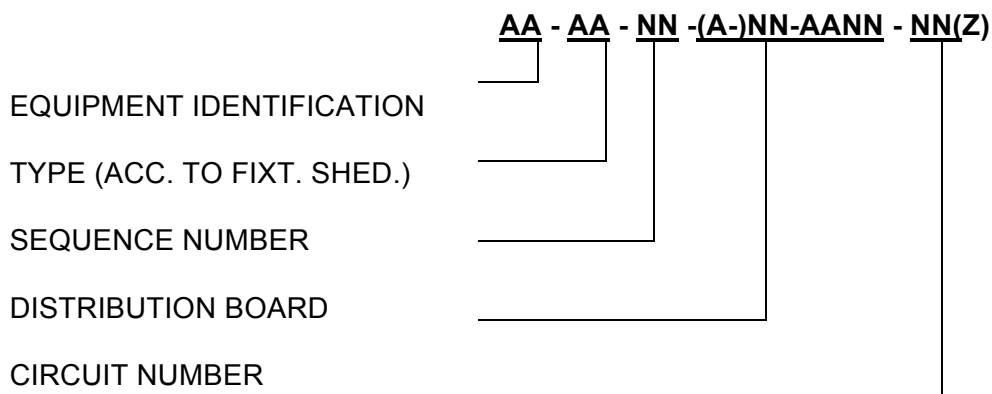 AA - AA - NN -(A-)NN-AANN - NN(Z)
EQUIPMENT IDENTIFICATION
TYPE (ACC. TO FIXT. SHED.)
SEQUENCE NUMBER
DISTRIBUTION BOARD
CIRCUIT NUMBER